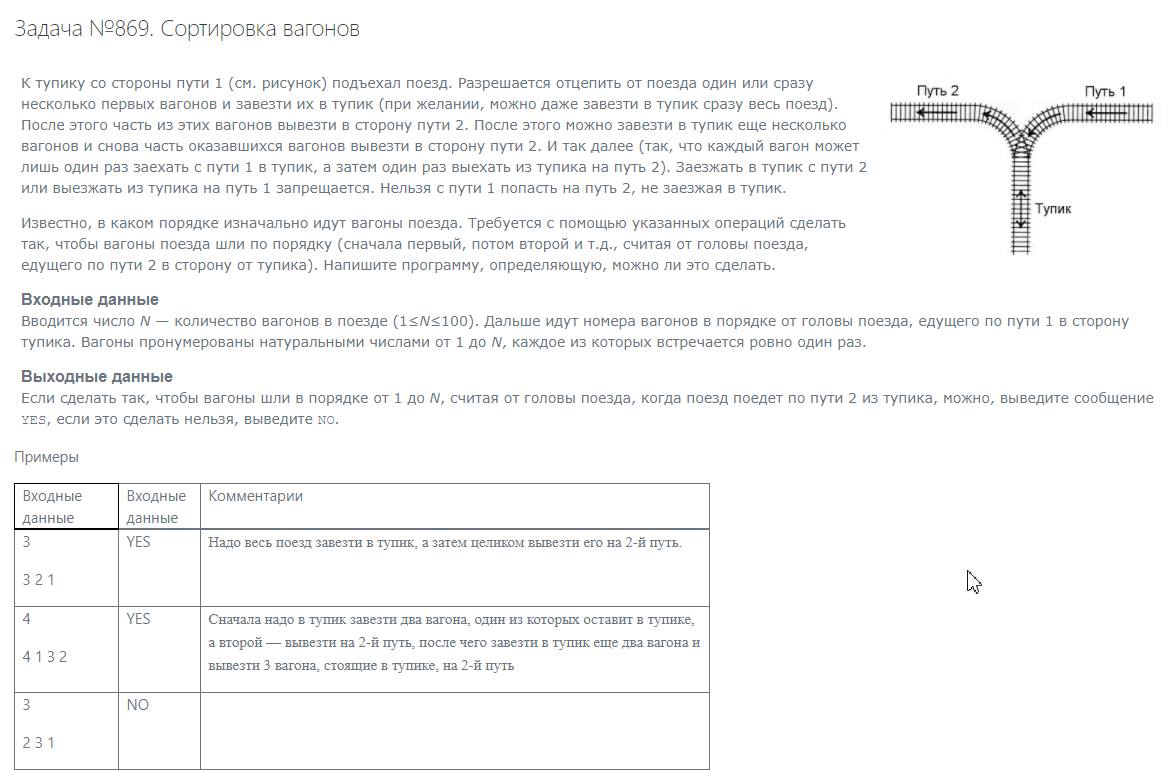 Задача №869. Сортировка вагонов
К тупику со стороны пути 1 (см. рисунок) подъехал поезд. Разрешается отцепить от поезда один или сразу
несколько первых вагонов и завезти их в тупик (при желании, можно даже завезти в тупик сразу весь поезд).
После этого часть из этих вагонов вывезти в сторону пути 2. После этого можно завезти в тупик еще несколько
вагонов и снова часть оказавшихся вагонов вывезти в сторону пути 2. И так далее (так, что каждый вагон может
лишь один раз заехать с пути 1 в тупик, а затем один раз выехать из тупика на путь 2). Заезжать в тупик с пути 2
или выезжать из тупика на путь 1 запрещается. Нельзя с пути 1 попасть на путь 2, не заезжая в тупик.
Путь 2
Путь 1
Тупик
Известно, в каком порядке изначально идут вагоны поезда. Требуется с помощью указанных операций сделать
так, чтобы вагоны поезда шли по порядку (сначала первый, потом второй и т.д., считая от головы поезда,
едущего по пути 2 в сторону от тупика). Напишите программу, определяющую, можно ли это сделать.
Входные данные
Вводится число N — количество вагонов в поезде (1≤N≤100). Дальше идут номера вагонов в порядке от головы поезда, едущего по пути 1 в сторону
тупика. Вагоны пронумерованы натуральными числами от 1 до N, каждое из которых встречается ровно один раз.
Выходные данные
Если сделать так, чтобы вагоны шли в порядке от 1 до N, считая от головы поезда, когда поезд поедет по пути 2 из тупика, можно, выведите сообщение
YES, если это сделать нельзя, выведите NO.
Примеры
Входные данные
Входные данные
Комментарии
3
3 2 1
YES
Надо весь поезд завезти в тупик, а затем целиком вывезти его на 2-й путь.
4
4 1 3 2
YES
Сначала надо в тупик завезти два вагона, один из которых оставит в тупике,
а второй — вывезти на 2-й путь, после чего завезти в тупик еще два вагона и
вывезти 3 вагона, стоящие в тупике, на 2-й путь
3
2 3 1
NO